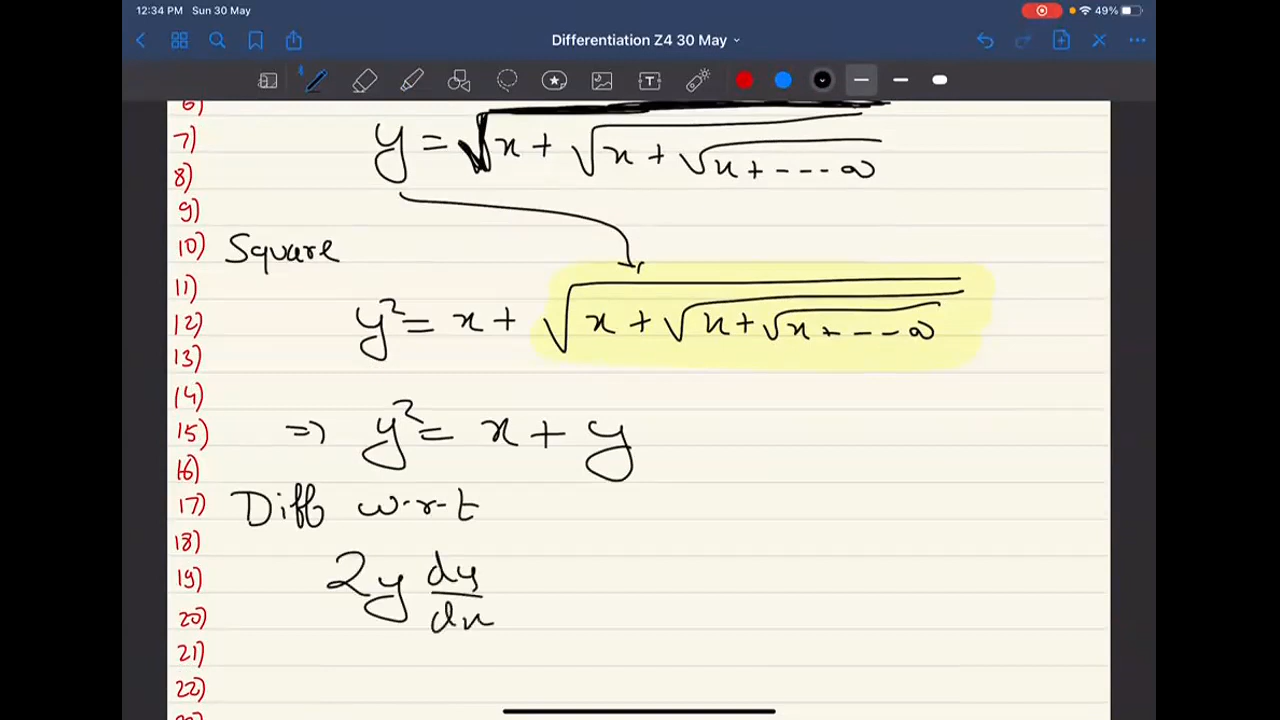 12:34 PM Sun 30 May 49%
Differentiation Z4 30 May
6)
7) y = √x + √x + √x + --- ∞
8)
9)
10) Square
11)
12) y² = x + √x + √x + √x + --- ∞
13)
14)
15) => y² = x + y
16)
17) Diff w.r.t
18)
19) 2y dy/dx
20)
21)
22)